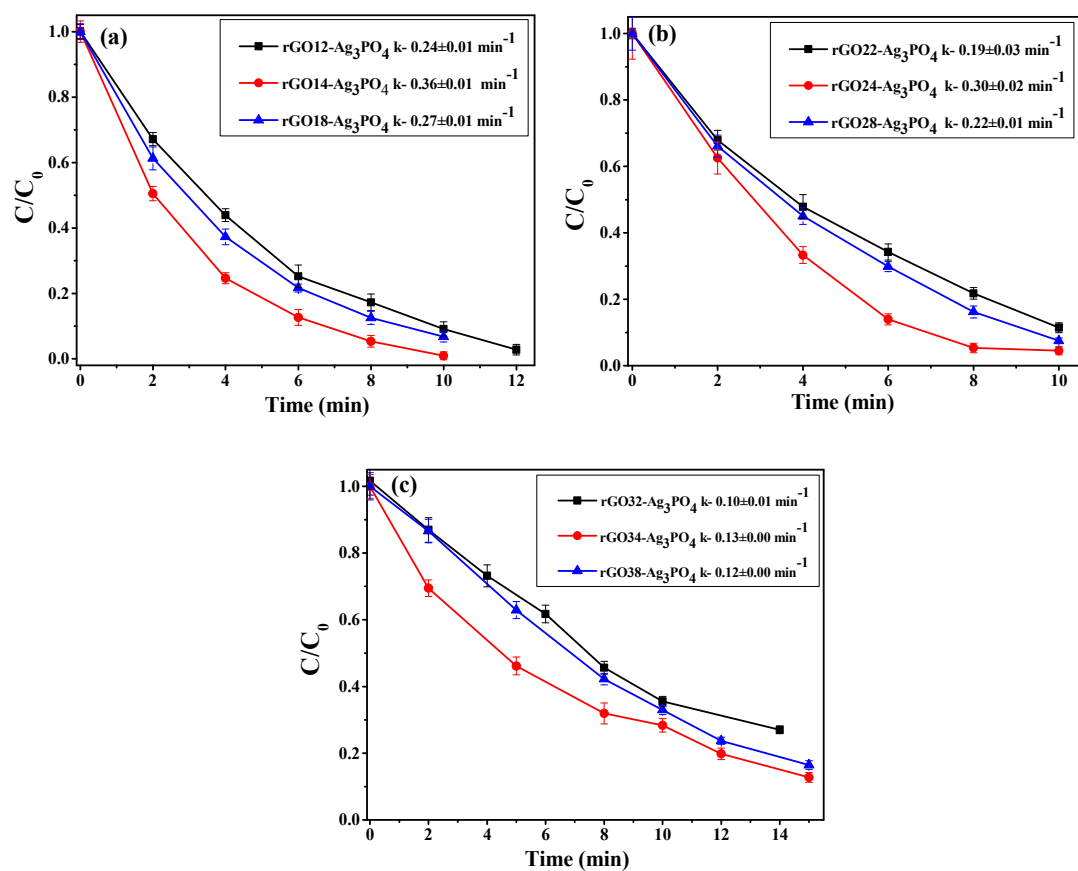 (a)
rGO12-Ag3PO4 k- 0.24±0.01 min-1
rGO14-Ag3PO4 k- 0.36±0.01 min-1
rGO18-Ag3PO4 k- 0.27±0.01 min-1
C/C0
1.0
0.8
0.6
0.4
0.2
0.0
0 2 4 6 8 10 12
Time (min)
(b)
rGO22-Ag3PO4 k- 0.19±0.03 min-1
rGO24-Ag3PO4 k- 0.30±0.02 min-1
rGO28-Ag3PO4 k- 0.22±0.01 min-1
C/C0
1.0
0.8
0.6
0.4
0.2
0.0
0 2 4 6 8 10
Time (min)
(c)
rGO32-Ag3PO4 k- 0.10±0.01 min-1
rGO34-Ag3PO4 k- 0.13±0.00 min-1
rGO38-Ag3PO4 k- 0.12±0.00 min-1
C/C0
1.0
0.8
0.6
0.4
0.2
0.0
0 2 4 6 8 10 12 14
Time (min)